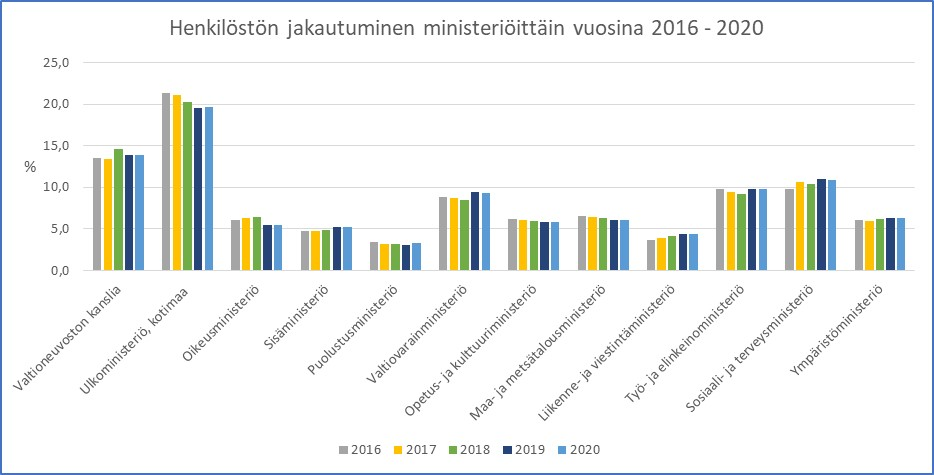 Henkilöstön jakautuminen ministeriöittäin vuosina 2016 - 2020
25,0
20,0
15,0
10,0
5,0
0,0
%
Valtioneuvoston kanslia
Ulkoministeriö, kotimaa
Oikeusministeriö
Sisäministeriö
Puolustusministeriö
Valtiovarainministeriö
Opetus- ja kulttuuriministeriö
Maa- ja metsätalousministeriö
Liikenne- ja viestintäministeriö
Työ- ja elinkeinoministeriö
Sosiaali- ja terveysministeriö
Ympäristöministeriö
2016 2017 2018 2019 2020